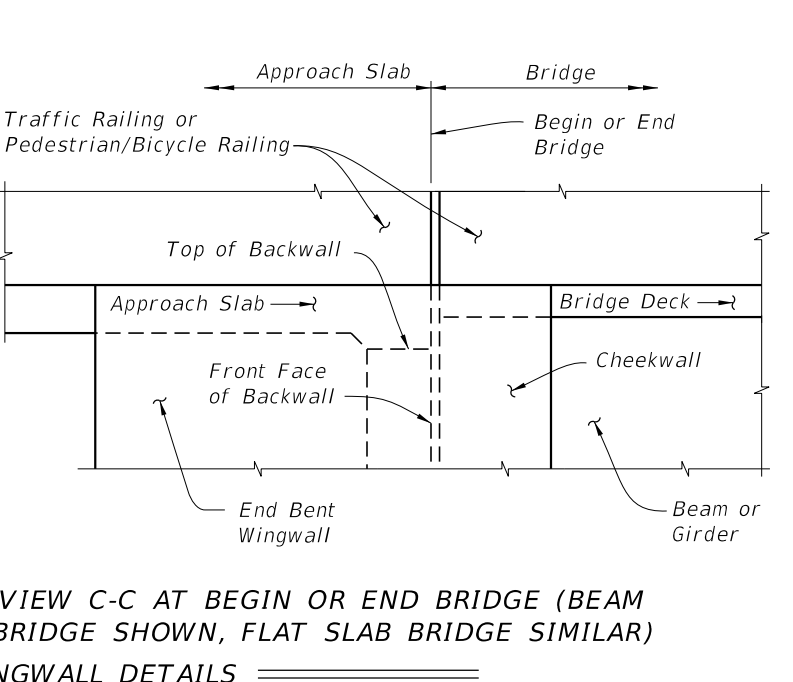 Approach Slab
Bridge
Traffic Railing or
Pedestrian/Bicycle Railing
Begin or End
Bridge
Top of Backwall
Approach Slab
Bridge Deck
Front Face
of Backwall
Cheekwall
End Bent
Wingwall
Beam or
Girder
VIEW C-C AT BEGIN OR END BRIDGE (BEAM
BRIDGE SHOWN, FLAT SLAB BRIDGE SIMILAR)
NGWALL DETAILS